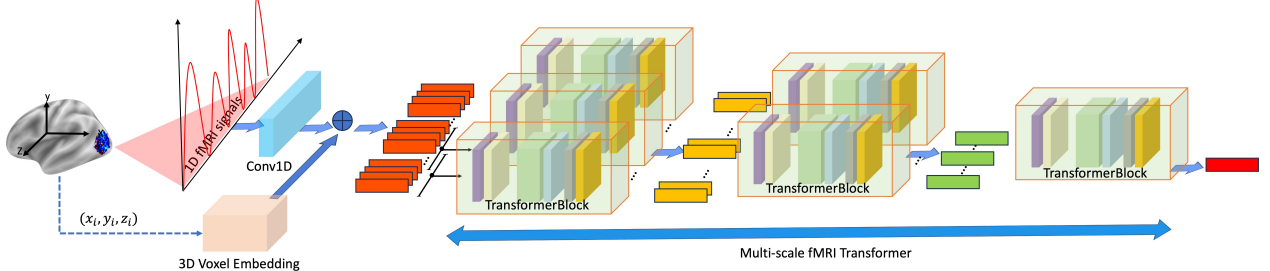 y
z
1D fMRI signals
Conv1D
(x_i, y_i, z_i)
3D Voxel Embedding
TransformerBlock
TransformerBlock
TransformerBlock
Multi-scale fMRI Transformer